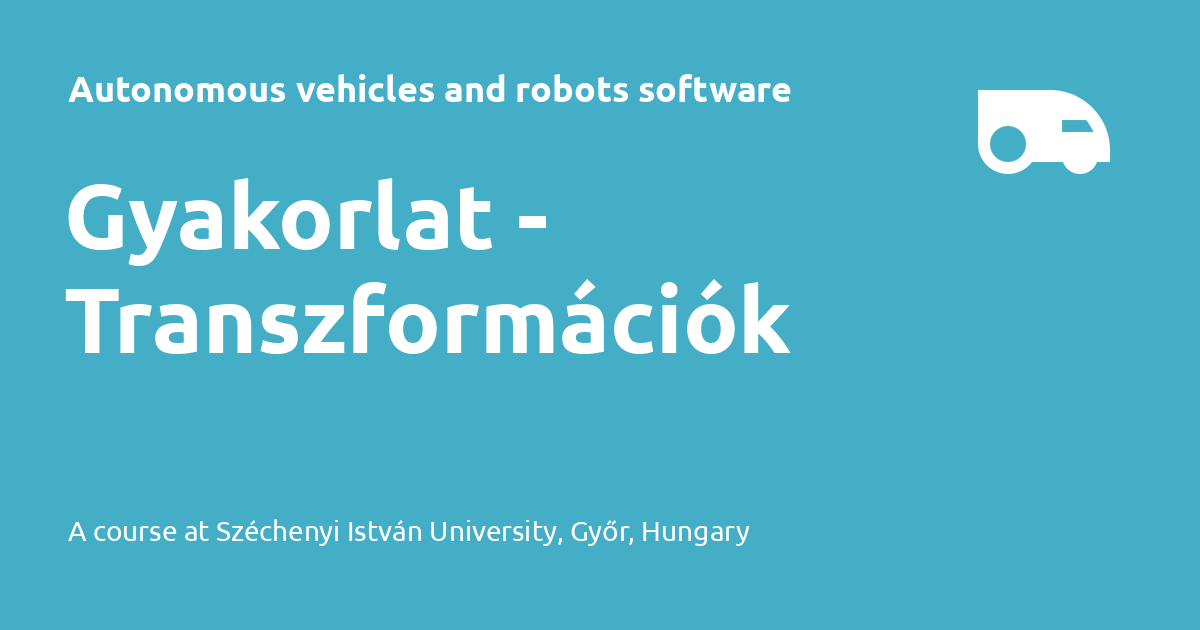 Autonomous vehicles and robots software
Gyakorlat -
Transzformációk
A course at Széchenyi István University, Győr, Hungary